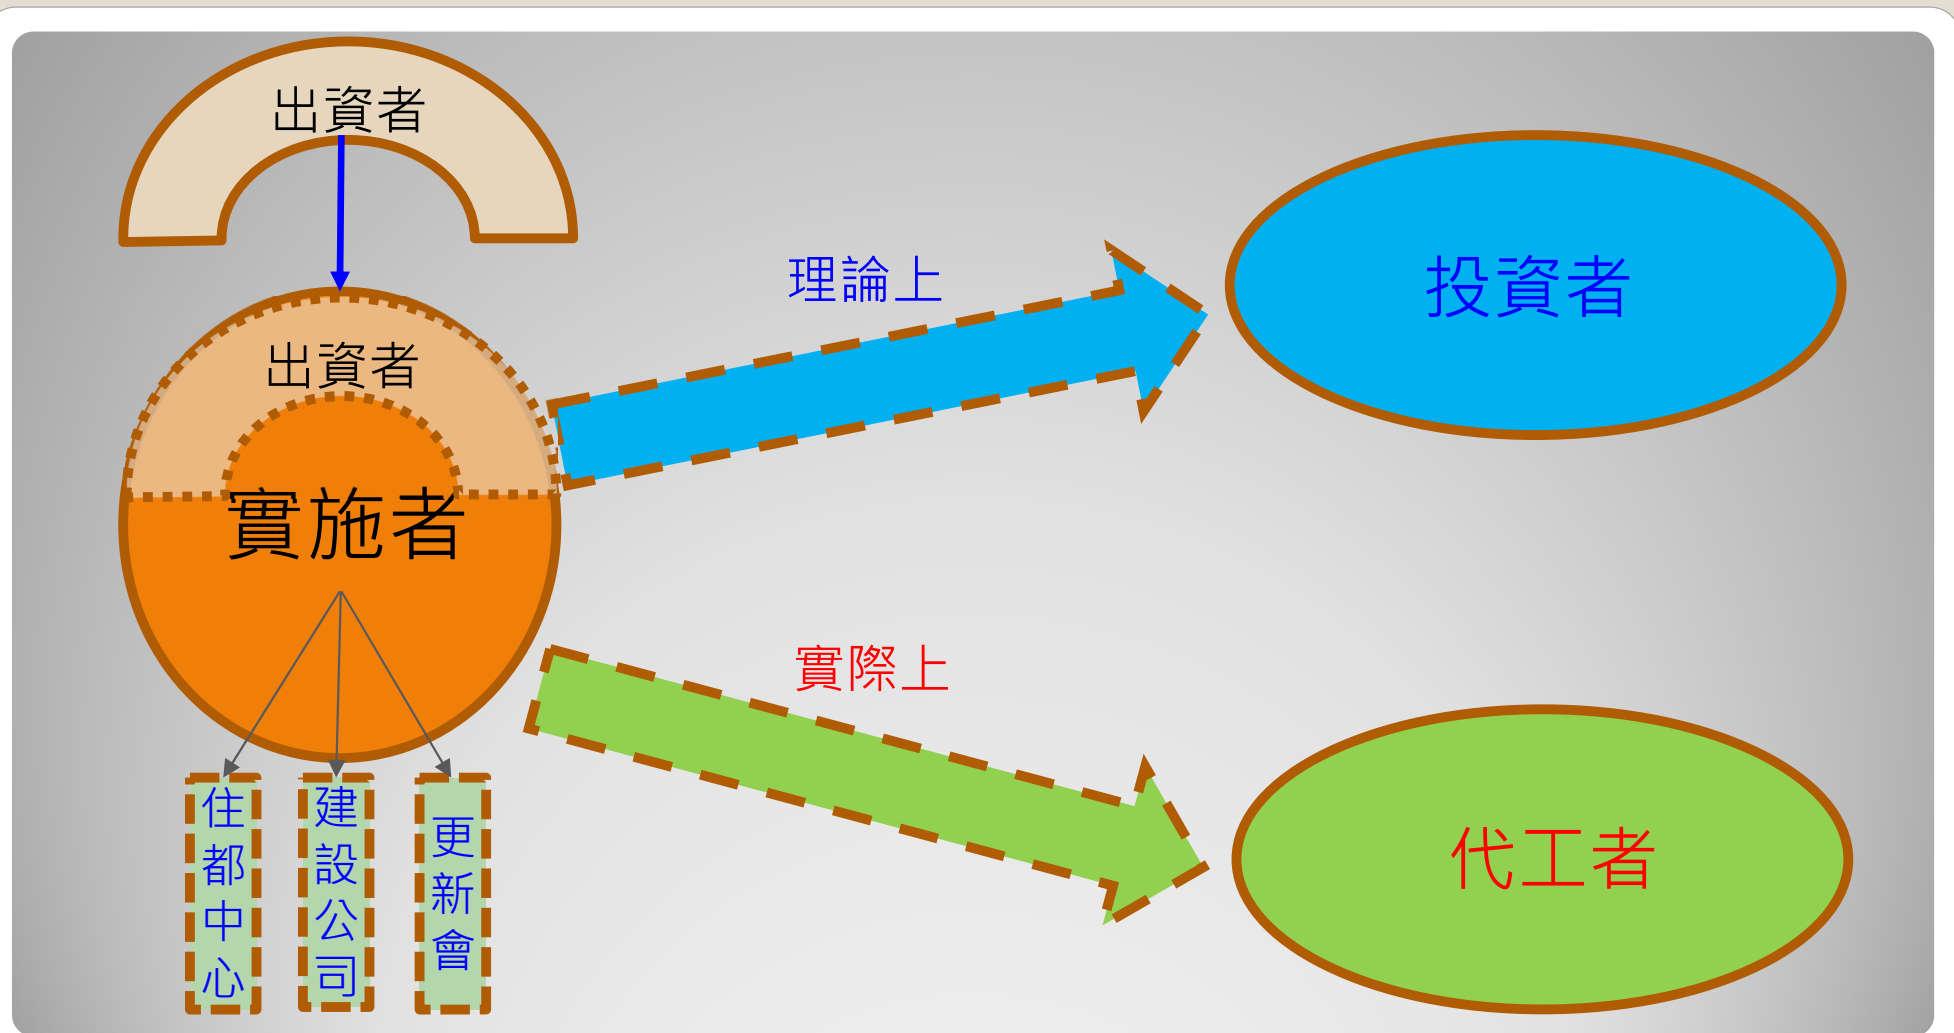 出資者
理論上
投資者
出資者
實施者
實際上
代工者
住都中心
建設公司
更新會